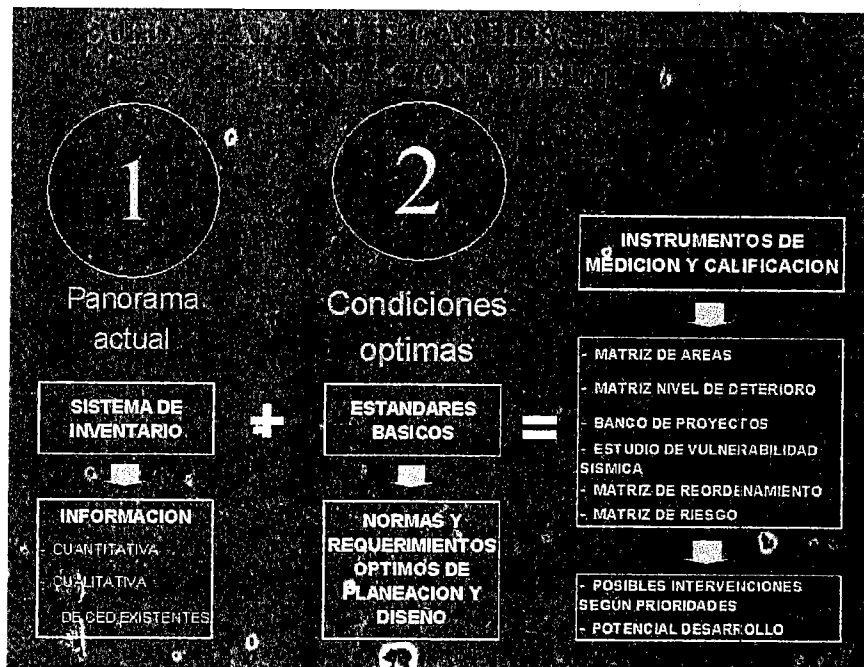 PLANEACION
1
Panorama
actual
SISTEMA DE
INVENTARIO
INFORMACION
- CUANTITATIVA
- CUALITATIVA
DE CED EXISTENTES
+
2
Condiciones
optimas
ESTANDARES
BASICOS
NORMAS Y
REQUERIMIENTOS
OPTIMOS DE
PLANEACION Y
DISEÑO
=
INSTRUMENTOS DE
MEDICION Y CALIFICACION
- MATRIZ DE AREAS
- MATRIZ NIVEL DE DETERIORO
- BANCO DE PROYECTOS
- ESTUDIO DE VULNERABILIDAD
SISMICA
- MATRIZ DE REORDENAMIENTO
- MATRIZ DE RIESGO
- POSIBLES INTERVENCIONES
SEGÚN PRIORIDADES
- POTENCIAL DESARROLLO